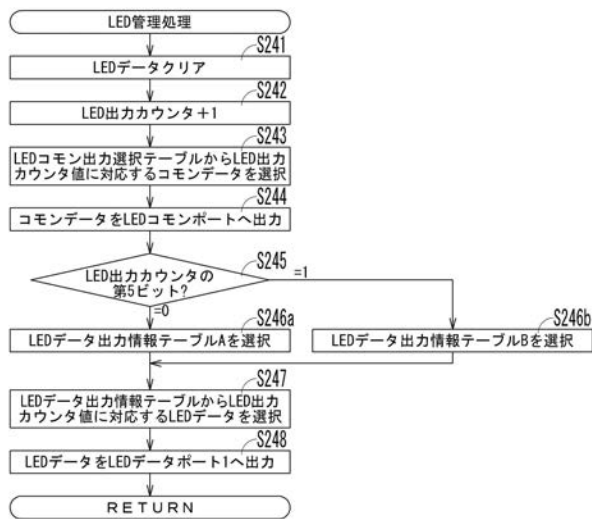 LED管理処理
S241
LEDデータクリア
S242
LED出力カウンタ+1
S243
LEDコモン出力選択テーブルからLED出力
カウンタ値に対応するコモンデータを選択
S244
コモンデータをLEDコモンポートへ出力
S245
LED出力カウンタの
第5ビット?
=1
=0
S246a
LEDデータ出力情報テーブルAを選択
S246b
LEDデータ出力情報テーブルBを選択
S247
LEDデータ出力情報テーブルからLED出力
カウンタ値に対応するLEDデータを選択
S248
LEDデータをLEDデータポート1へ出力
RETURN